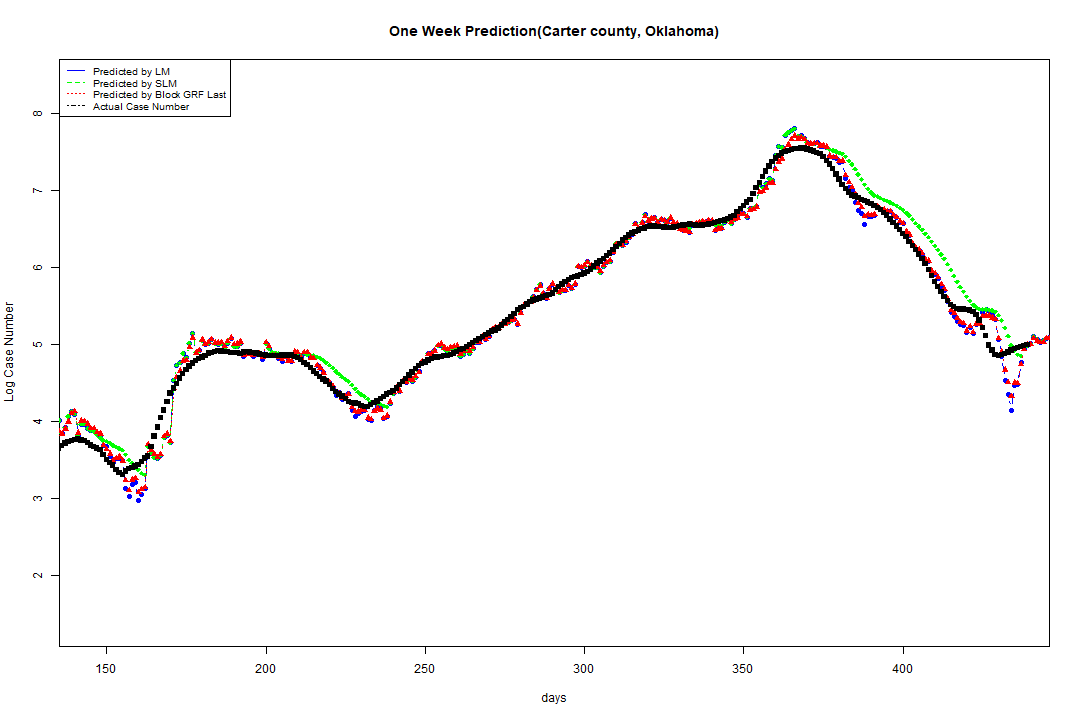 One Week Prediction(Carter county, Oklahoma)
Predicted by LM
Predicted by SLM
Predicted by Block GRF Last
Actual Case Number
8
7
6
5
4
3
2
Log Case Number
150 200 250 300 350 400
days